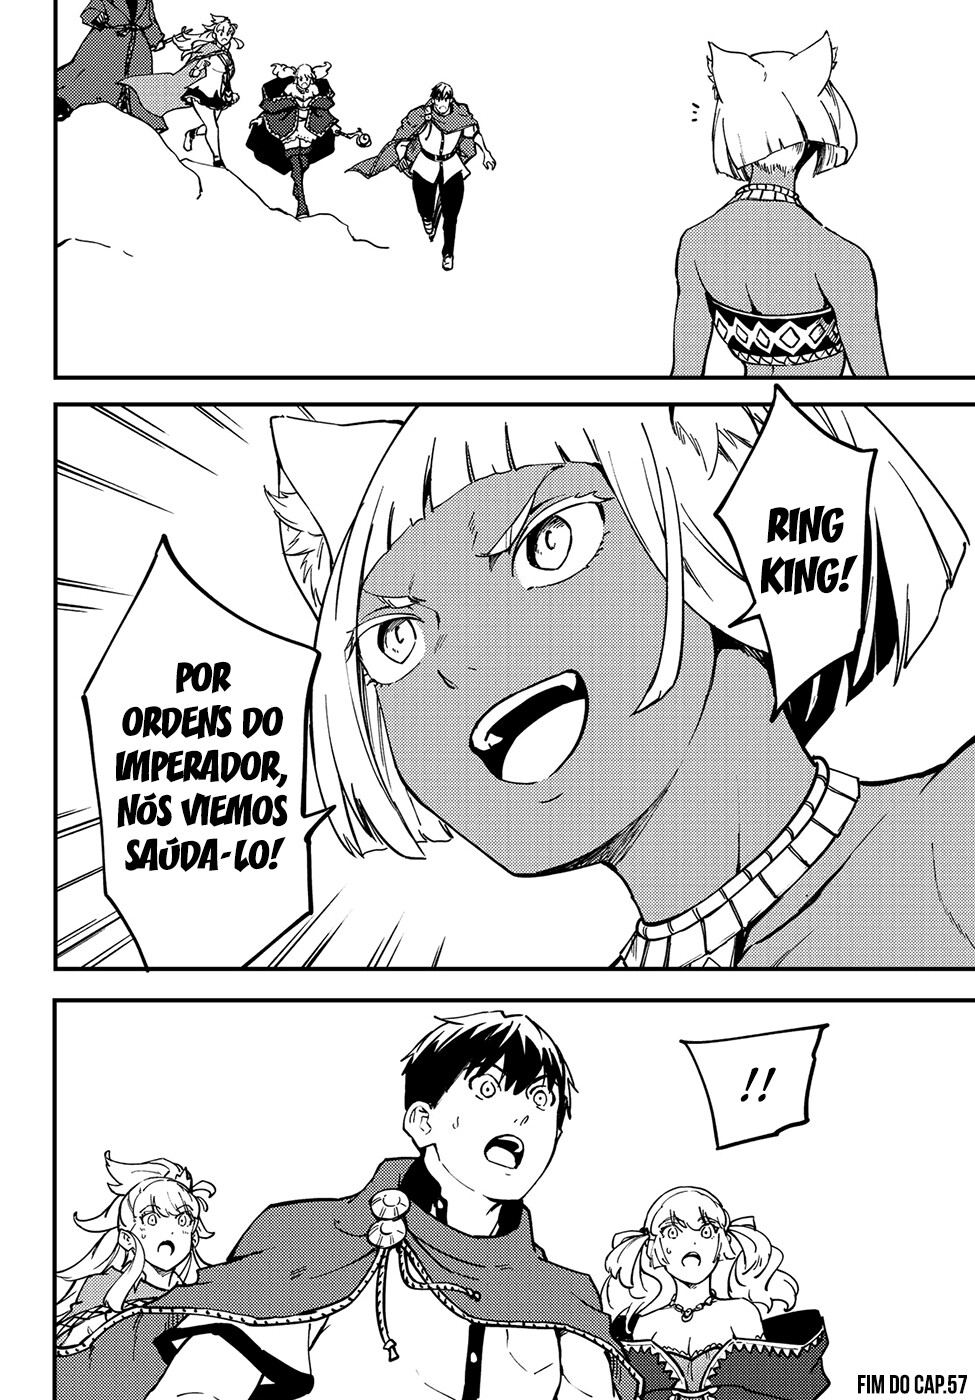 RING
KING!
POR
ORDENS DO
IMPERADOR,
NÓS VIEMOS
SAÚDA-LO!
!!
FIM DO CAP.57